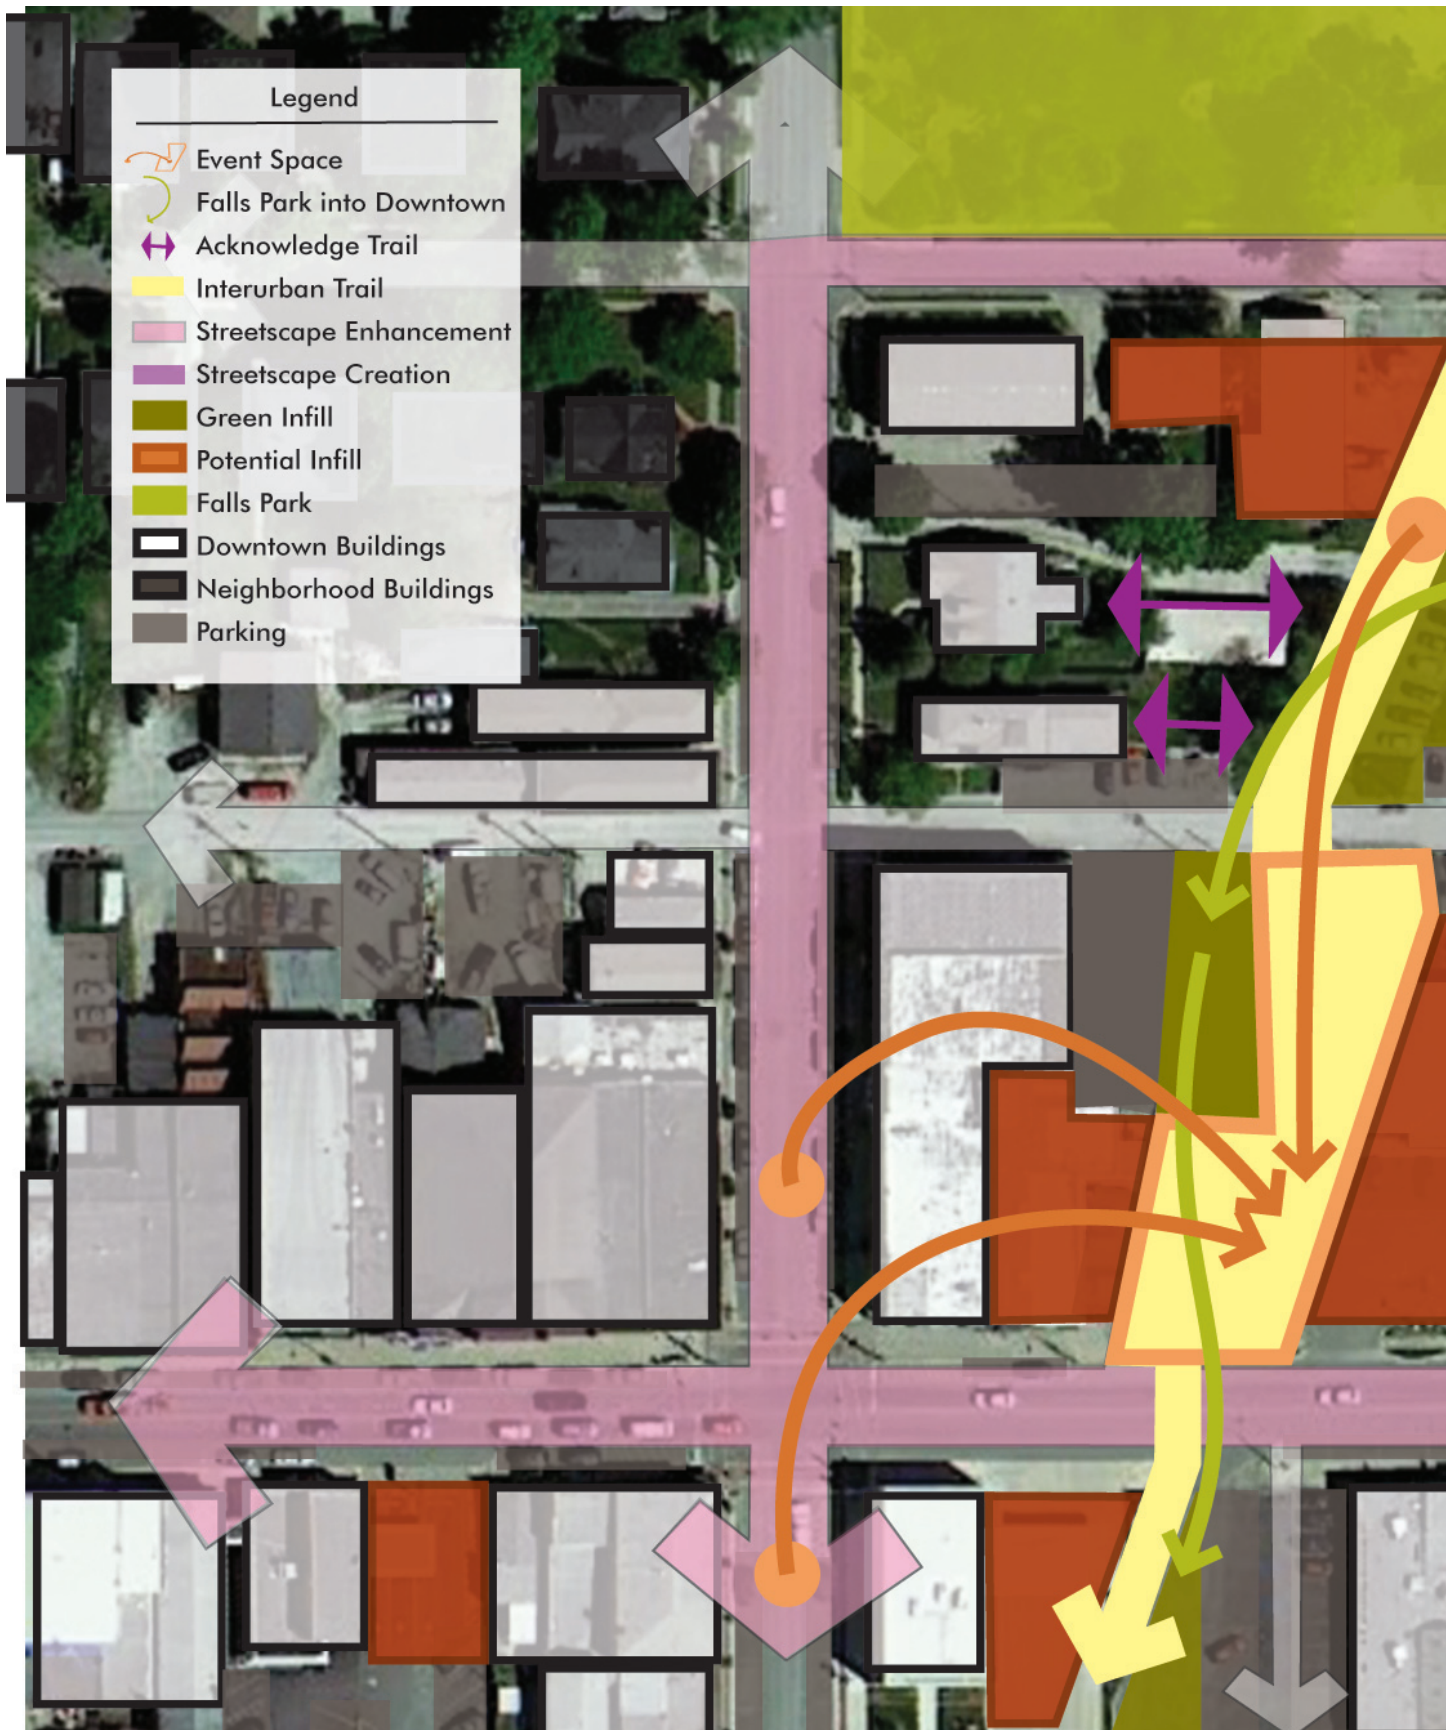 Legend
Event Space
Falls Park into Downtown
Acknowledge Trail
Interurban Trail
Streetscape Enhancement
Streetscape Creation
Green Infill
Potential Infill
Falls Park
Downtown Buildings
Neighborhood Buildings
Parking